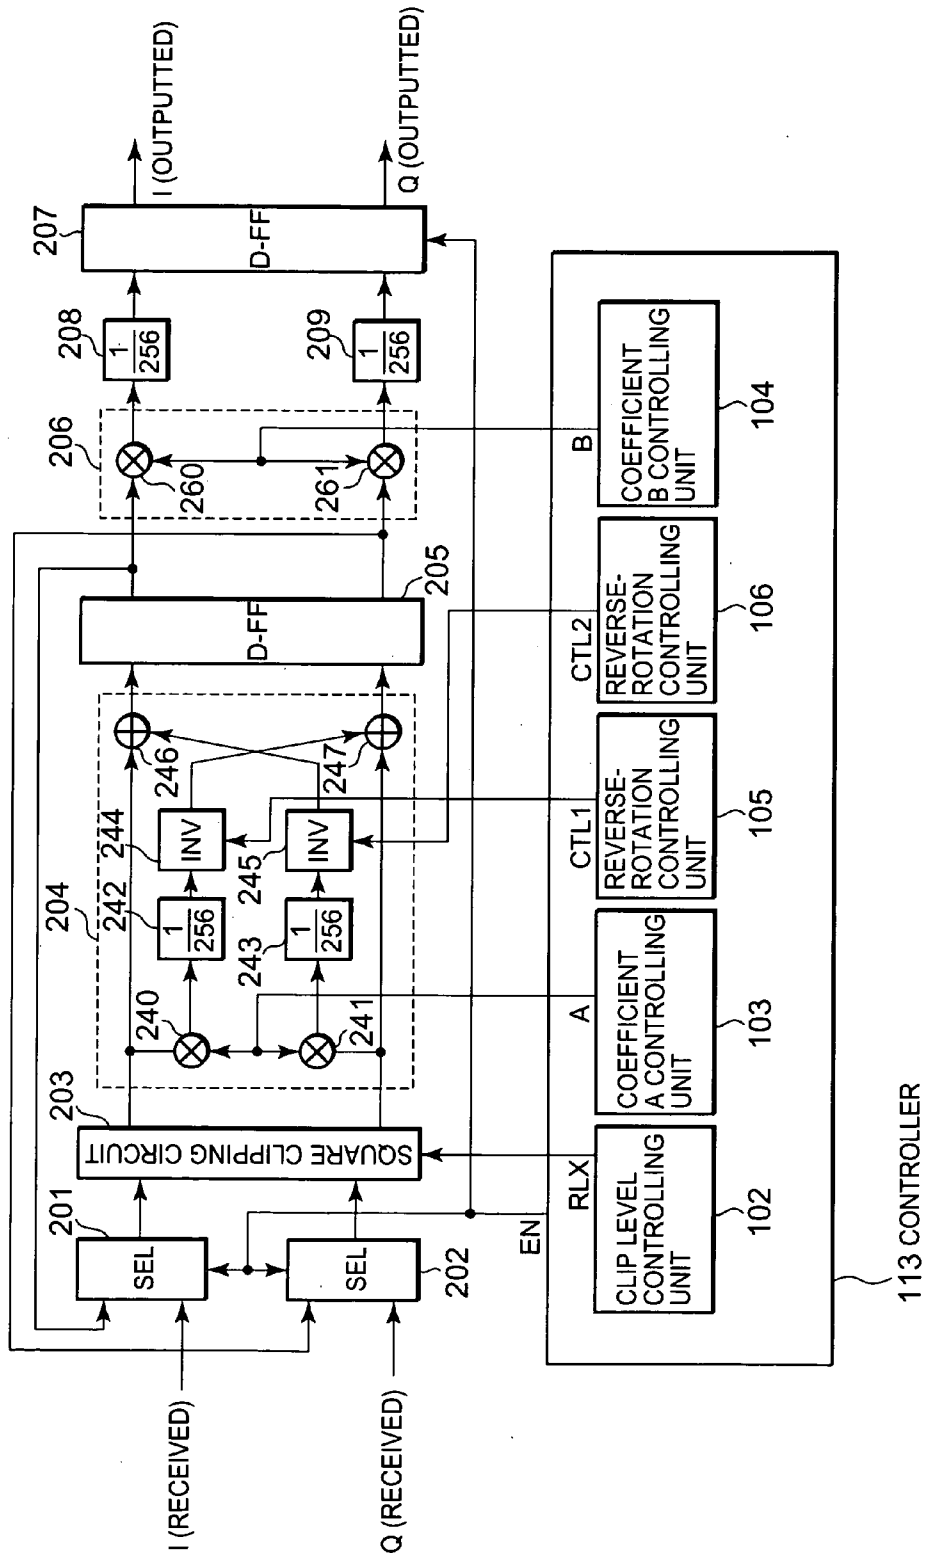 I (RECEIVED)
Q (RECEIVED)
201
SEL
SEL
202
203
SQUARE CLIPPING CIRCUIT
204
240
241
242
1
256
243
1
256
244
INV
245
INV
246
247
D-FF
205
206
260
261
208
1
256
209
1
256
207
D-FF
I (OUTPUTTED)
Q (OUTPUTTED)
EN
RLX
A
CTL1
CTL2
B
CLIP LEVEL
CONTROLLING
UNIT
102
COEFFICIENT
A CONTROLLING
UNIT
103
REVERSE-
ROTATION
CONTROLLING
UNIT
105
REVERSE-
ROTATION
CONTROLLING
UNIT
106
COEFFICIENT
B CONTROLLING
UNIT
104
113 CONTROLLER